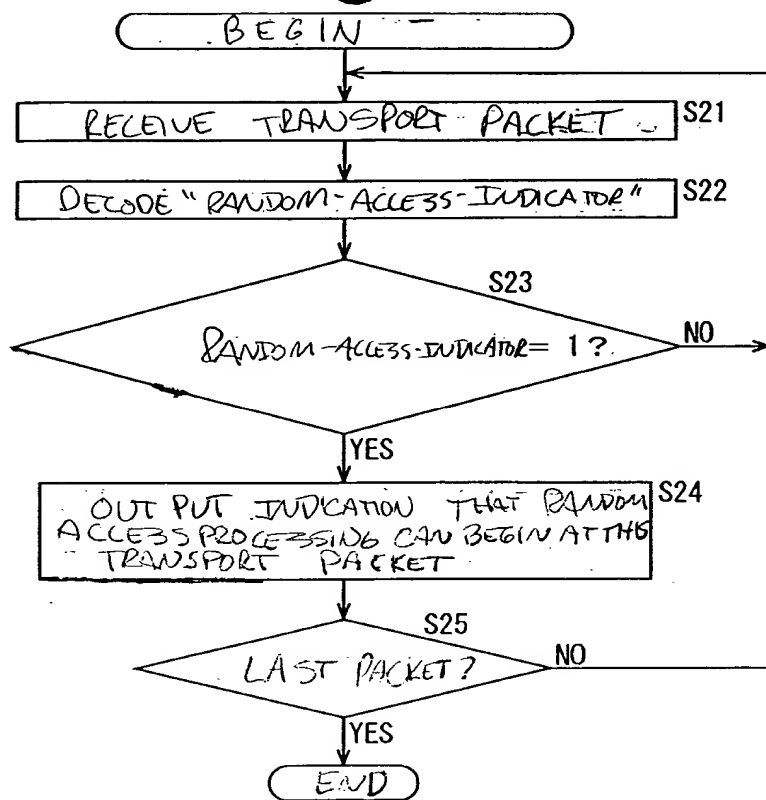 BEGIN
RECEIVE TRANSPORT PACKET
S21
DECODE "RANDOM-ACCESS-INDICATOR"
S22
S23
RANDOM-ACCESS-INDICATOR= 1?
NO
YES
OUTPUT INDICATION THAT RANDOM
ACCESS PROCESSING CAN BEGIN AT THIS
TRANSPORT PACKET
S24
S25
LAST PACKET?
NO
YES
END